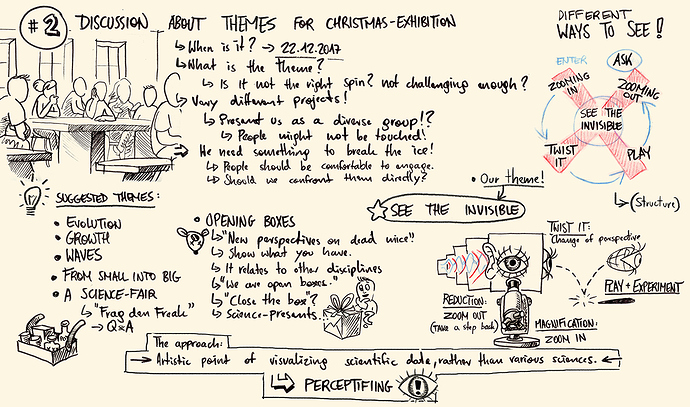 #2 DISCUSSION ABOUT THEMES FOR CHRISTMAS-EXHIBITION
↳ When is it? → 22.12.2017
↳ What is the theme?
↳ Is it not the right spin? not challenging enough?
↳ Vary different projects!
↳ Present us as a diverse group!?
↳ People might not be touched!
He need something to break the ice!
↳ People should be comfortable to engage.
↳ Should we confront them directly?
DIFFERENT
WAYS TO SEE!
ENTER
ASK
ZOOMING
IN
ZOOMING
OUT
SEE THE
INVISIBLE
TWIST
IT
PLAY
↳ (Structure)
• Our theme!
SEE THE INVISIBLE
SUGGESTED THEMES:
• EVOLUTION
• GROWTH
• WAVES
• FROM SMALL INTO BIG
• A SCIENCE-FAIR
↳ "Frag den Freak"
→ Q×A
• OPENING BOXES
↳ "New perspectives on dead mice"?
↳ Show what you have.
↳ It relates to other disciplines
↳ "We are open boxes."
↳ "Close the box"?
↳ Science-presents.
TWIST IT:
Change of perspective
PLAY + EXPERIMENT
REDUCTION:
ZOOM OUT
(Take a step back)
MAGNIFICATION:
ZOOM IN
The approach:
Artistic point of visualizing scientific data, rather than various sciences.
↳ PERCEPTIFIING